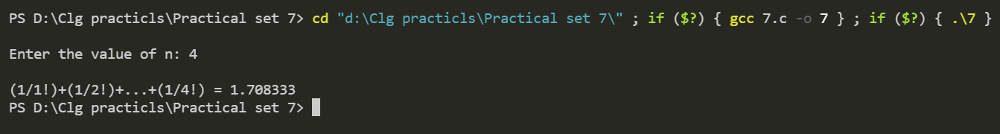 PS D:\Clg practicls\Practical set 7> cd "d:\Clg practicls\Practical set 7\" ; if ($?) { gcc 7.c -o 7 } ; if ($?) { .\7 }
Enter the value of n: 4
(1/1!)+(1/2!)+...+(1/4!) = 1.708333
PS D:\Clg practicls\Practical set 7>